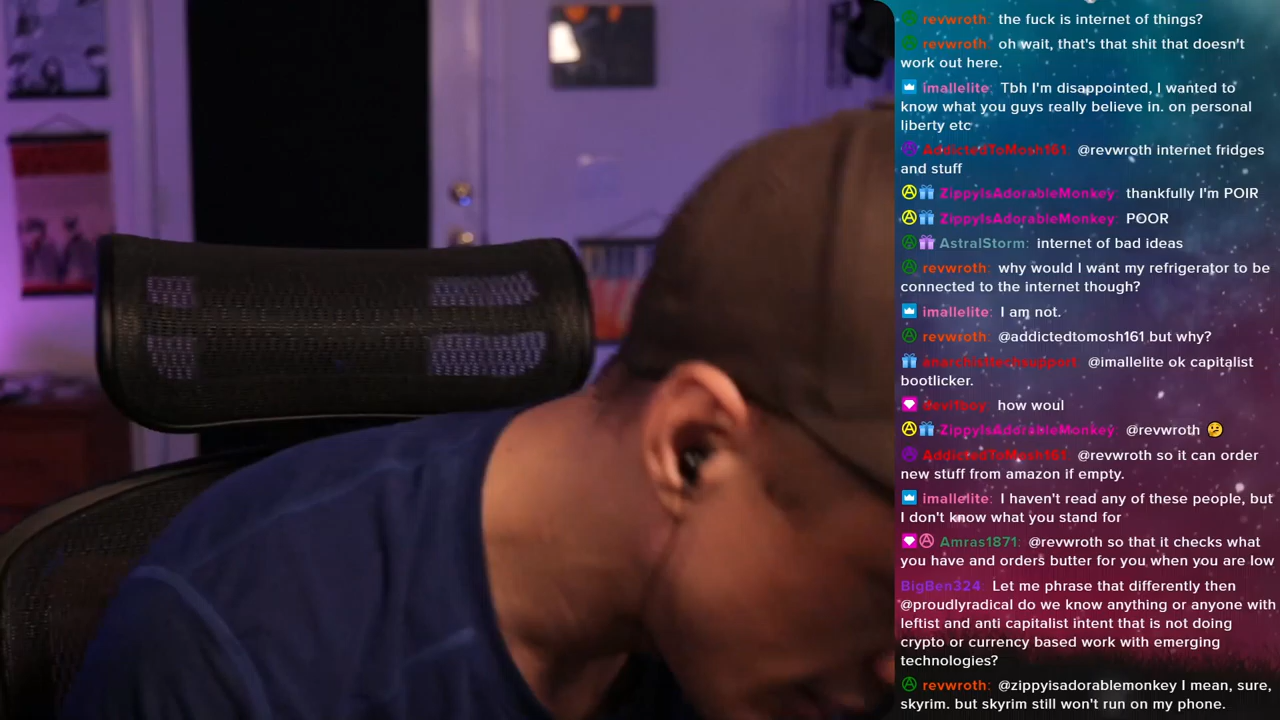 revwroth: the fuck is internet of things?
revwroth: oh wait, that's that shit that doesn't
work out here.
imallelite: Tbh I'm disappointed, I wanted to
know what you guys really believe in. on personal
liberty etc
AddictedToMosh161: @revwroth internet fridges
and stuff
ZippyIsAdorableMonkey: thankfully I'm POIR
ZippyIsAdorableMonkey: POOR
AstralStorm: internet of bad ideas
revwroth: why would I want my refrigerator to be
connected to the internet though?
imallelite: I am not.
revwroth: @addictedtomosh161 but why?
anarchisttechsupport: @imallelite ok capitalist
bootlicker.
devi1poy: how woul
ZippyIsAdorableMonkey: @revwroth 🤔
AddictedToMosh161: @revwroth so it can order
new stuff from amazon if empty.
imallelite: I haven't read any of these people, but
I don't know what you stand for
Amras1871: @revwroth so that it checks what
you have and orders butter for you when you are low
BigBen324: Let me phrase that differently then
@proudlyradical do we know anything or anyone with
leftist and anti capitalist intent that is not doing
crypto or currency based work with emerging
technologies?
revwroth: @zippyisadorablemonkey I mean, sure,
skyrim. but skyrim still won't run on my phone.